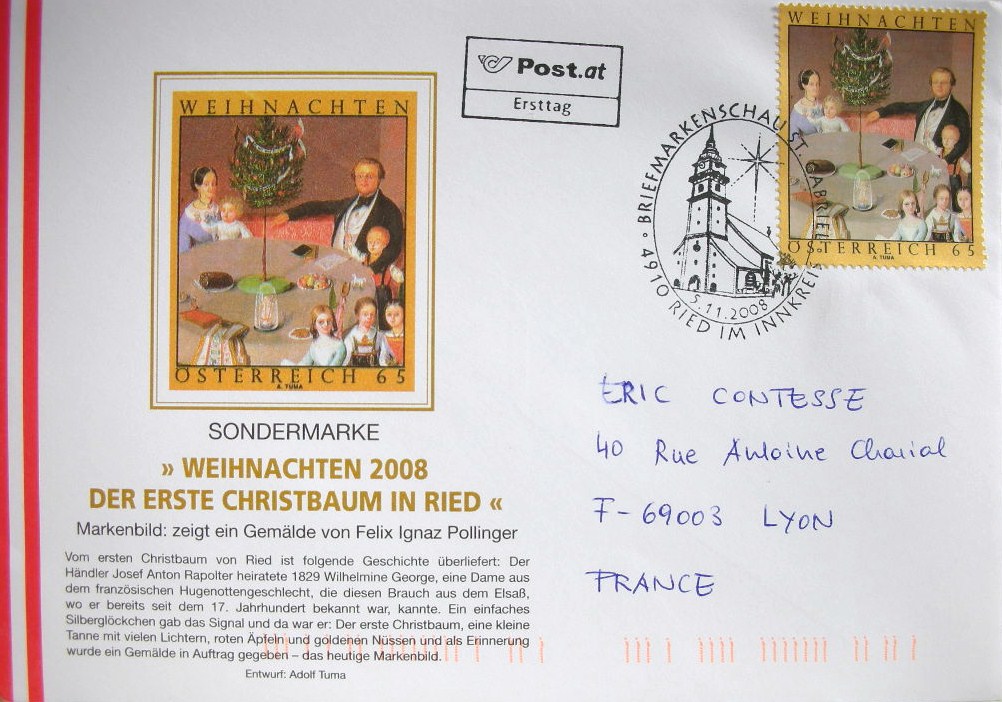 WEIHNACHTEN
ÖSTERREICH 65
A. TUMA
SONDERMARKE
» WEIHNACHTEN 2008
DER ERSTE CHRISTBAUM IN RIED «
Markenbild: zeigt ein Gemälde von Felix Ignaz Pollinger
Vom ersten Christbaum von Ried ist folgende Geschichte überliefert: Der
Händler Josef Anton Rapolter heiratete 1829 Wilhelmine George, eine Dame aus
dem französischen Hugenottengeschlecht, die diesen Brauch aus dem Elsaß,
wo er bereits seit dem 17. Jahrhundert bekannt war, kannte. Ein einfaches
Silberglöckchen gab das Signal und da war er: Der erste Christbaum, eine kleine
Tanne mit vielen Lichtern, roten Äpfeln und goldenen Nüssen und als Erinnerung
wurde ein Gemälde in Auftrag gegeben – das heutige Markenbild.
Entwurf: Adolf Tuma
Post.at
Ersttag
BRIEFMARKENSCHAU ST. GABRIEL
4910 RIED IM INNKREIS
5.11.2008
WEIHNACHTEN
ÖSTERREICH 65
A. TUMA
ERIC CONTESSE
40 Rue Antoine Charial
F-69003 LYON
FRANCE